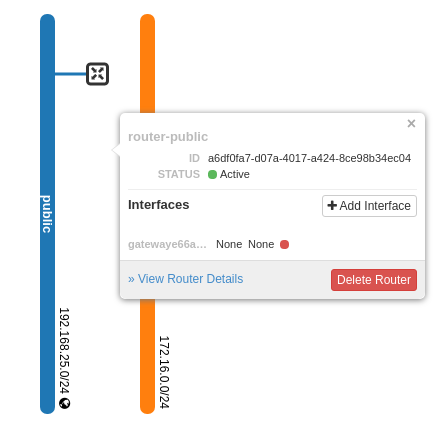 public
192.168.25.0/24
172.16.0.0/24
×
router-public
ID a6df0fa7-d07a-4017-a424-8ce98b34ec04
STATUS Active
Interfaces
Add Interface
gatewaye66a... None None
» View Router Details
Delete Router